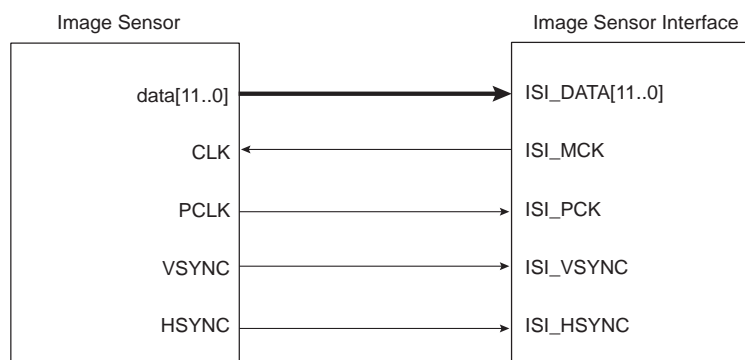 Image Sensor Image Sensor Interface
data[11..0] ISI_DATA[11..0]
CLK ISI_MCK
PCLK ISI_PCK
VSYNC ISI_VSYNC
HSYNC ISI_HSYNC